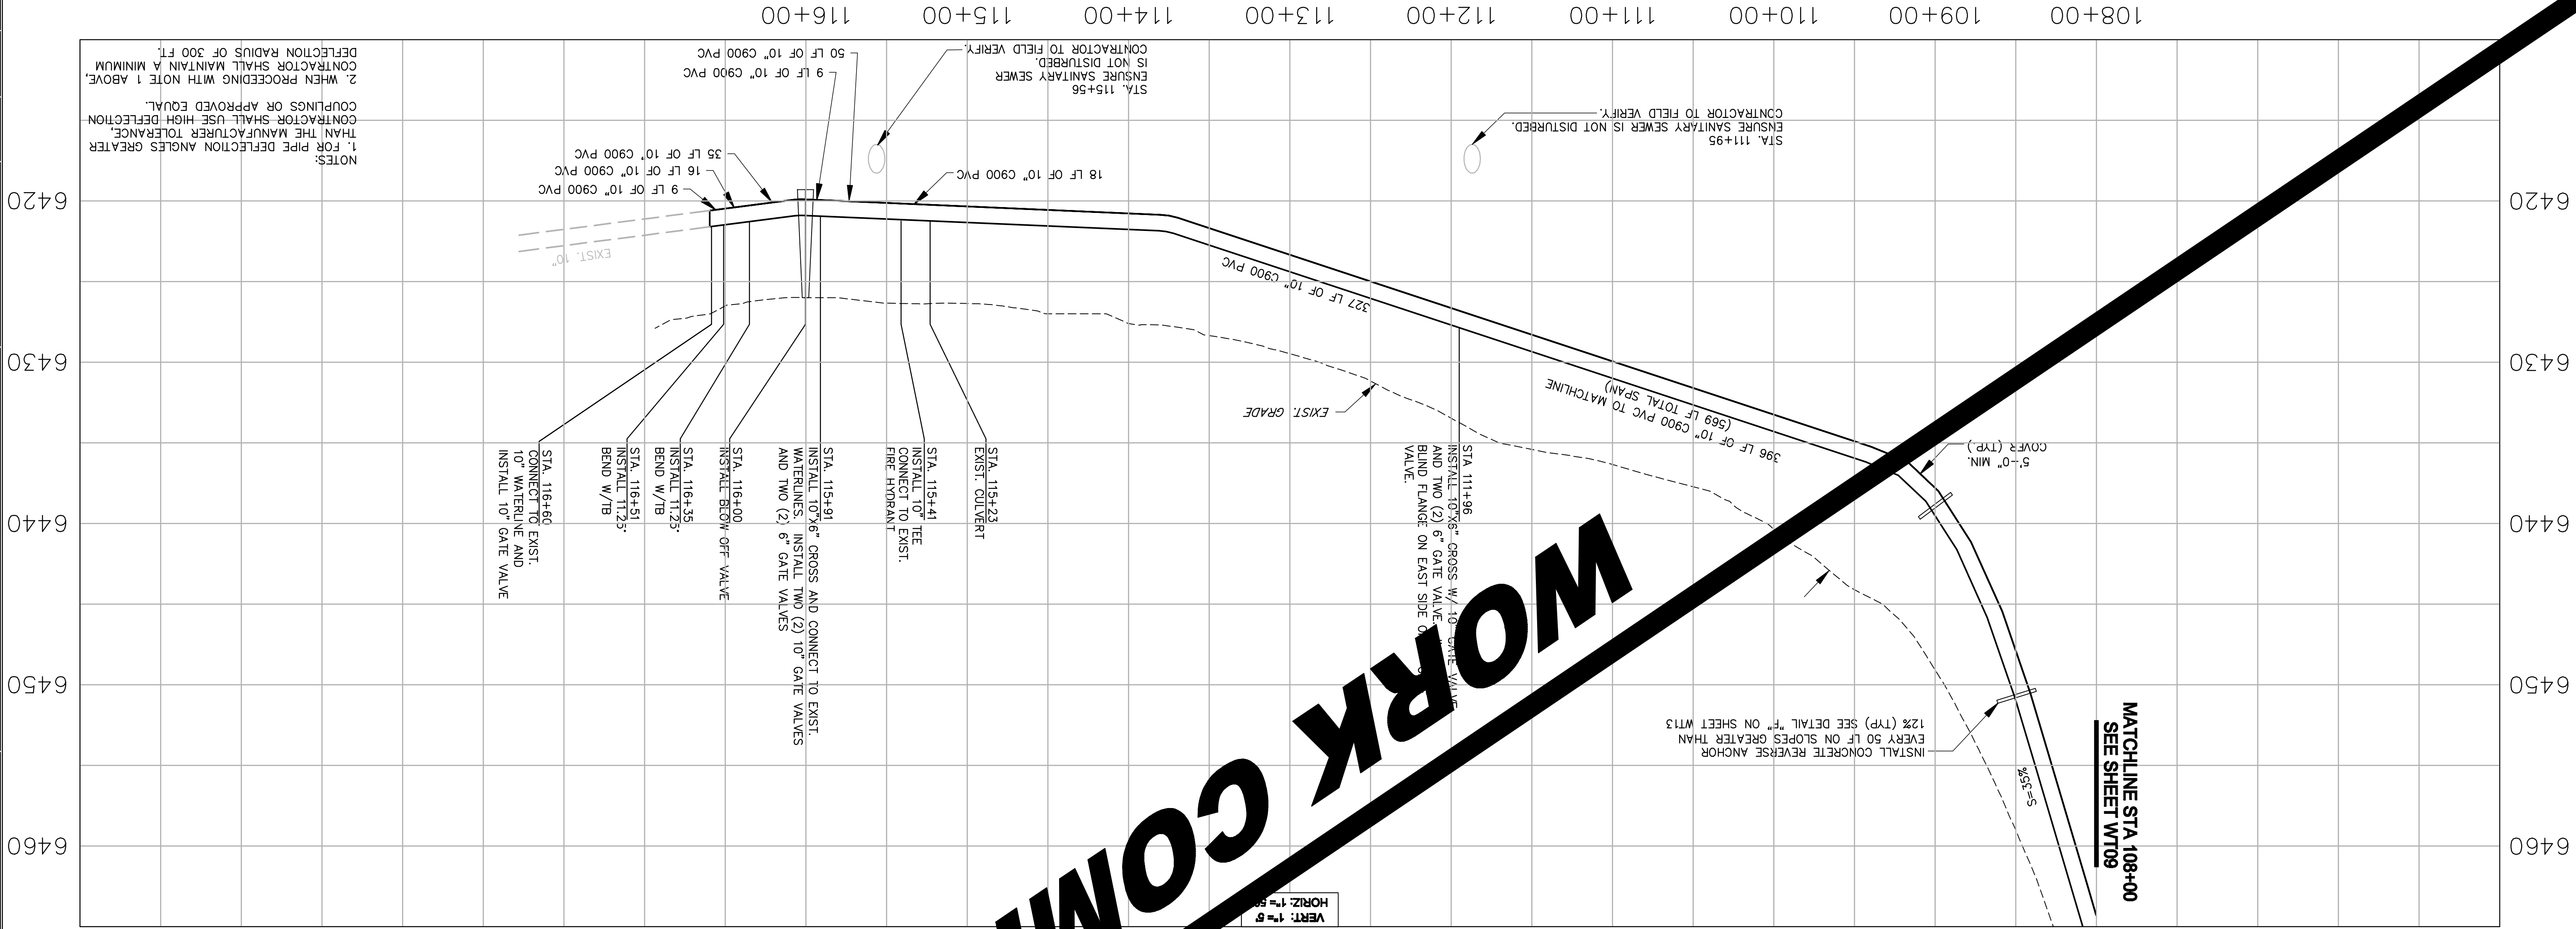 MATCHLINE STA 108+00
SEE SHEET WT09
VERT: 1"= 5'
HORIZ: 1"=
6460
6460
S=35%
INSTALL CONCRETE REVERSE ANCHOR
EVERY 50 LF ON SLOPES GREATER THAN
12% (TYP) SEE DETAIL "F" ON SHEET WT13
6450
6450
WORK
STA 111+96
INSTALL 10"X6" CROSS W/ 10" GATE VALVE
AND TWO (2) 6" GATE VALVE.
BLIND FLANGE ON EAST SIDE
VALVE.
STA. 115+23
EXIST. CULVERT
STA. 115+41
INSTALL 10" TEE
CONNECT TO EXIST.
FIRE HYDRANT
STA. 115+91
INSTALL 10"X6" CROSS AND CONNECT TO EXIST.
WATERLINES. INSTALL TWO (2) 10" GATE VALVES
AND TWO (2) 6" GATE VALVES
STA. 116+00
INSTALL BLOW OFF VALVE
STA. 116+35
INSTALL 11.25°
BEND W/TB
STA. 116+51
INSTALL 11.25°
BEND W/TB
STA. 116+60
CONNECT TO EXIST.
10" WATERLINE AND
INSTALL 10" GATE VALVE
6440
6440
5'-0" MIN.
COVER (TYP.)
396 LF OF 10" C900 PVC TO MATCHLINE
(569 LF TOTAL SPAN)
EXIST. GRADE
6430
6430
327 LF OF 10" C900 PVC
EXIST. 10"
6420
6420
9 LF OF 10" C900 PVC
16 LF OF 10" C900 PVC
35 LF OF 10" C900 PVC
18 LF OF 10" C900 PVC
STA. 111+95
ENSURE SANITARY SEWER IS NOT DISTURBED.
CONTRACTOR TO FIELD VERIFY.
STA. 115+56
ENSURE SANITARY SEWER
IS NOT DISTURBED.
CONTRACTOR TO FIELD VERIFY.
9 LF OF 10" C900 PVC
50 LF OF 10" C900 PVC
NOTES:
1. FOR PIPE DEFLECTION ANGLES GREATER
THAN THE MANUFACTURER TOLERANCE,
CONTRACTOR SHALL USE HIGH DEFLECTION
COUPLINGS OR APPROVED EQUAL.
2. WHEN PROCEEDING WITH NOTE 1 ABOVE,
CONTRACTOR SHALL MAINTAIN A MINIMUM
DEFLECTION RADIUS OF 300 FT.
108+00
109+00
110+00
111+00
112+00
113+00
114+00
115+00
116+00